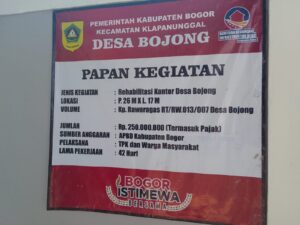 PEMERINTAH KABUPATEN BOGOR
KECAMATAN KLAPANUNGGAL
DESA BOJONG
PAPAN KEGIATAN
JENIS KEGIATAN : Rehabilitasi Kantor Desa Bojong
LOKASI : P. 26 M X L. 17 M
VOLUME : Kp. Rawaragas RT/RW.013/007 Desa Bojong
JUMLAH : Rp. 250.000.000 (Termasuk Pajak)
SUMBER ANGGARAN : APBD Kabupaten Bogor
PELAKSANA : TPK dan Warga Masyarakat
LAMA PEKERJAAN : 42 Hari
BOGOR
ISTIMEWA
BERSAMA